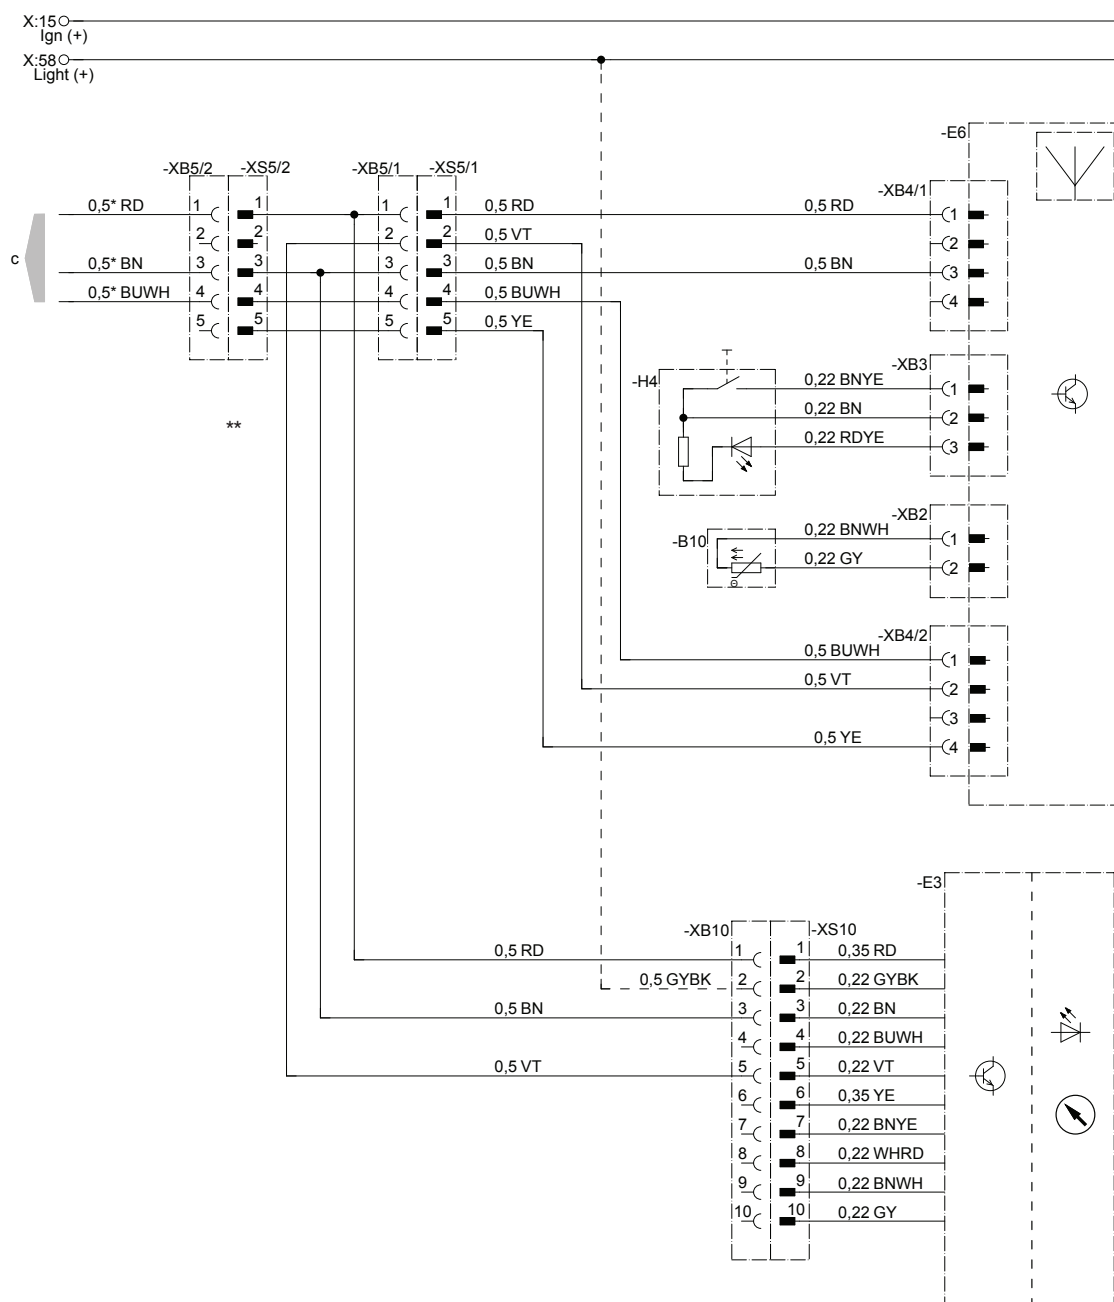 X:15
Ign (+)
X:58
Light (+)
-E6
-XB5/2 -XS5/2 -XB5/1 -XS5/1
-XB4/1
0,5* RD 1 1 1 1 0,5 RD 0,5 RD 1
2 2 2 2 0,5 VT 2
c 0,5* BN 3 3 3 3 0,5 BN 0,5 BN 3
0,5* BUWH 4 4 4 4 0,5 BUWH 4
5 5 5 5 0,5 YE
-XB3
-H4 0,22 BNYE 1
0,22 BN 2
**
0,22 RDYE 3
-XB2
-B10 0,22 BNWH 1
0,22 GY 2
-XB4/2
0,5 BUWH 1
0,5 VT 2
3
0,5 YE 4
-E3
-XB10 -XS10
0,5 RD 1 1 0,35 RD
0,5 GYBK 2 2 0,22 GYBK
0,5 BN 3 3 0,22 BN
4 4 0,22 BUWH
0,5 VT 5 5 0,22 VT
6 6 0,35 YE
7 7 0,22 BNYE
8 8 0,22 WHRD
9 9 0,22 BNWH
10 10 0,22 GY